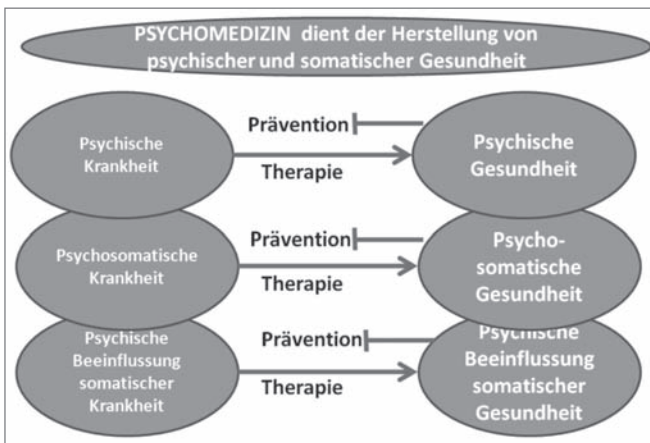 PSYCHOMEDIZIN dient der Herstellung von
psychischer und somatischer Gesundheit
Psychische
Krankheit
Prävention
Therapie
Psychische
Gesundheit
Psychosomatische
Krankheit
Prävention
Therapie
Psycho-
somatische
Gesundheit
Psychische
Beeinflussung
somatischer
Krankheit
Prävention
Therapie
Psychische
Beeinflussung
somatischer
Gesundheit